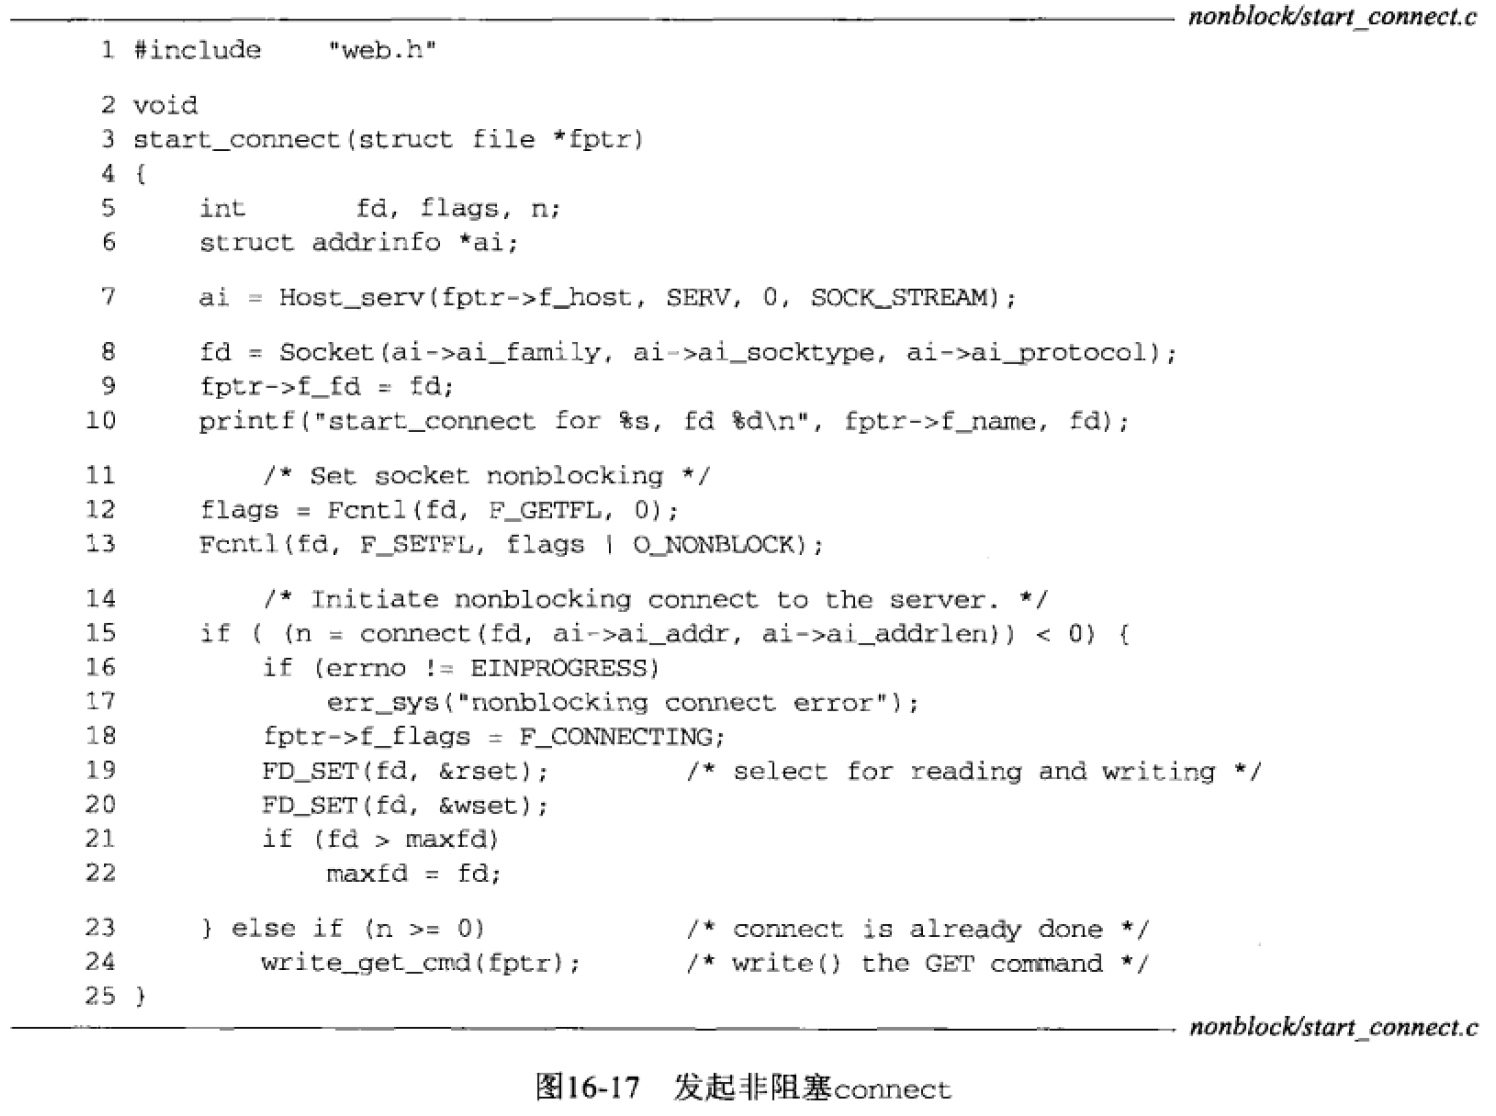 nonblock/start_connect.c
1 #include    "web.h"
2 void
3 start_connect(struct file *fptr)
4 {
5     int       fd, flags, n;
6     struct addrinfo *ai;
7     ai = Host_serv(fptr->f_host, SERV, 0, SOCK_STREAM);
8     fd = Socket(ai->ai_family, ai->ai_socktype, ai->ai_protocol);
9     fptr->f_fd = fd;
10     printf("start_connect for %s, fd %d\n", fptr->f_name, fd);
11         /* Set socket nonblocking */
12     flags = Fcntl(fd, F_GETFL, 0);
13     Fcntl(fd, F_SETFL, flags | O_NONBLOCK);
14         /* Initiate nonblocking connect to the server. */
15     if ( (n = connect(fd, ai->ai_addr, ai->ai_addrlen)) < 0) {
16         if (errno != EINPROGRESS)
17             err_sys("nonblocking connect error");
18         fptr->f_flags = F_CONNECTING;
19         FD_SET(fd, &rset);         /* select for reading and writing */
20         FD_SET(fd, &wset);
21         if (fd > maxfd)
22             maxfd = fd;
23     } else if (n >= 0)             /* connect is already done */
24         write_get_cmd(fptr);       /* write() the GET command */
25 }
nonblock/start_connect.c
图16-17 发起非阻塞connect